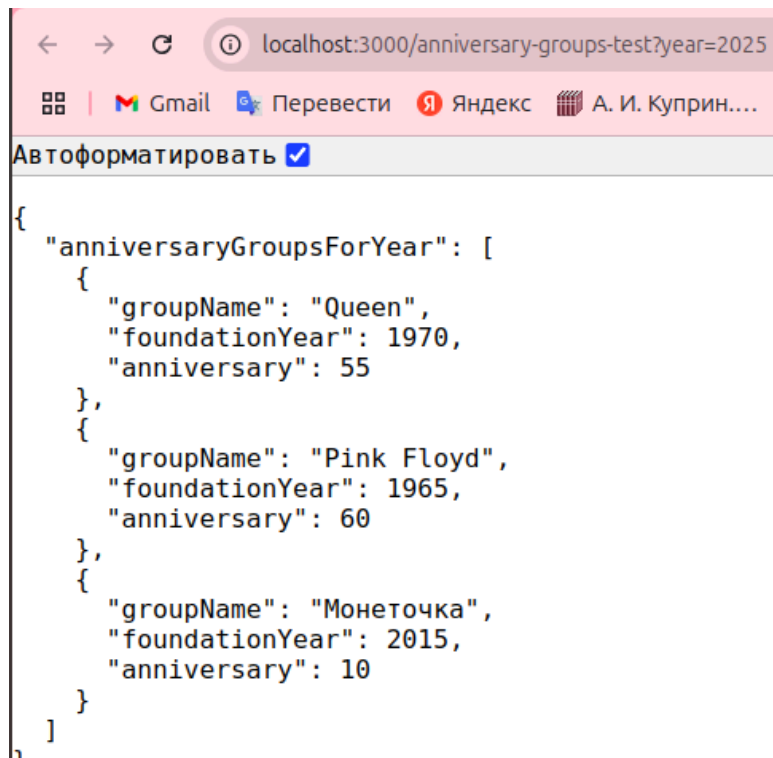 localhost:3000/anniversary-groups-test?year=2025
Gmail Перевести Яндекс А. И. Куприн....
Автоформатировать
{
"anniversaryGroupsForYear": [
{
"groupName": "Queen",
"foundationYear": 1970,
"anniversary": 55
},
{
"groupName": "Pink Floyd",
"foundationYear": 1965,
"anniversary": 60
},
{
"groupName": "Монеточка",
"foundationYear": 2015,
"anniversary": 10
}
]
}